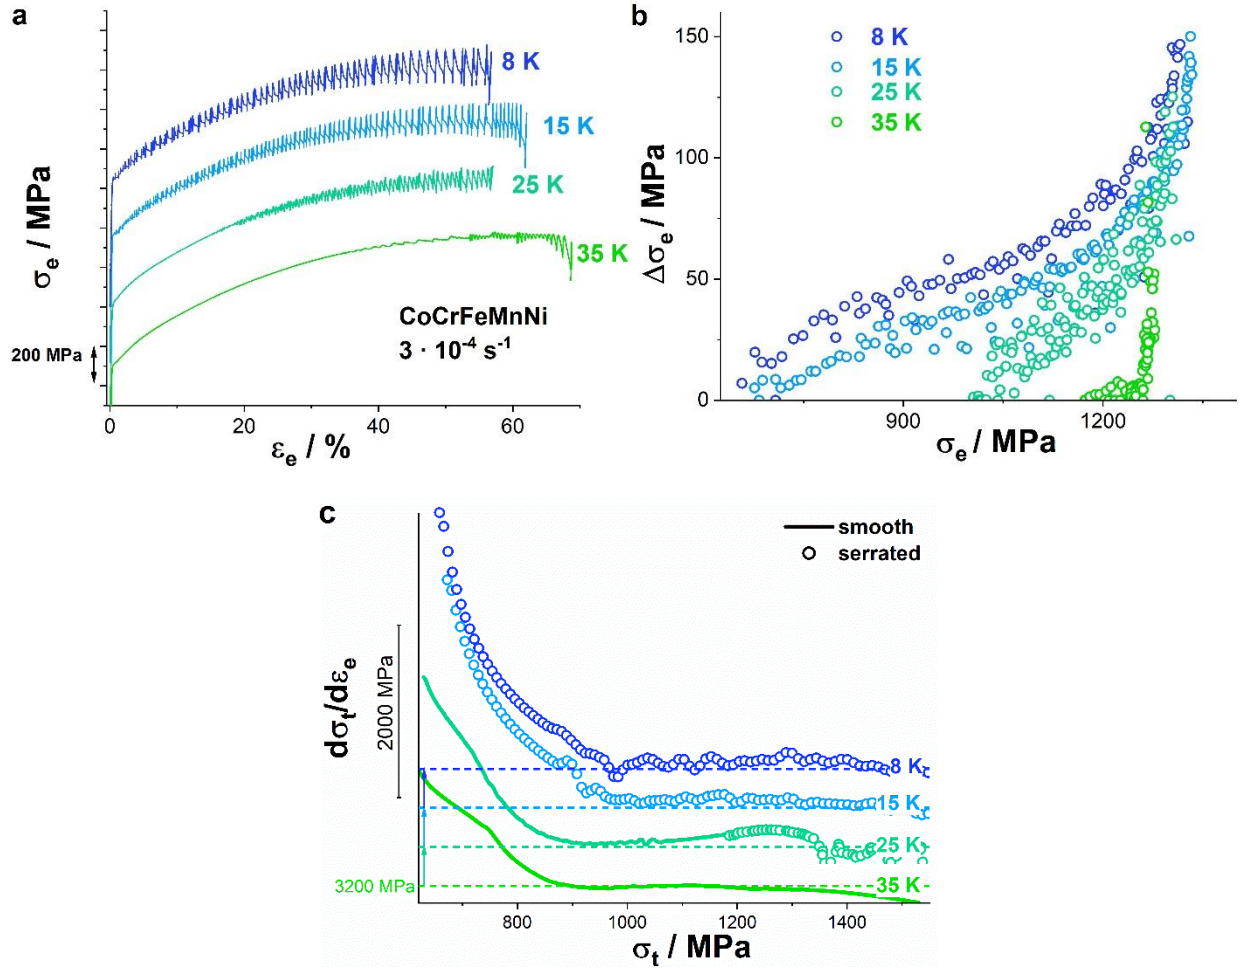 a
8 K
15 K
25 K
35 K
σe / MPa
200 MPa
CoCrFeMnNi
3 · 10⁻⁴ s⁻¹
0
20
40
60
εe / %
b
150
100
50
0
8 K
15 K
25 K
35 K
Δσe / MPa
900
1200
σe / MPa
c
smooth
serrated
dσt/dεe
2000 MPa
8 K
15 K
25 K
35 K
3200 MPa
800
1000
1200
1400
σt / MPa